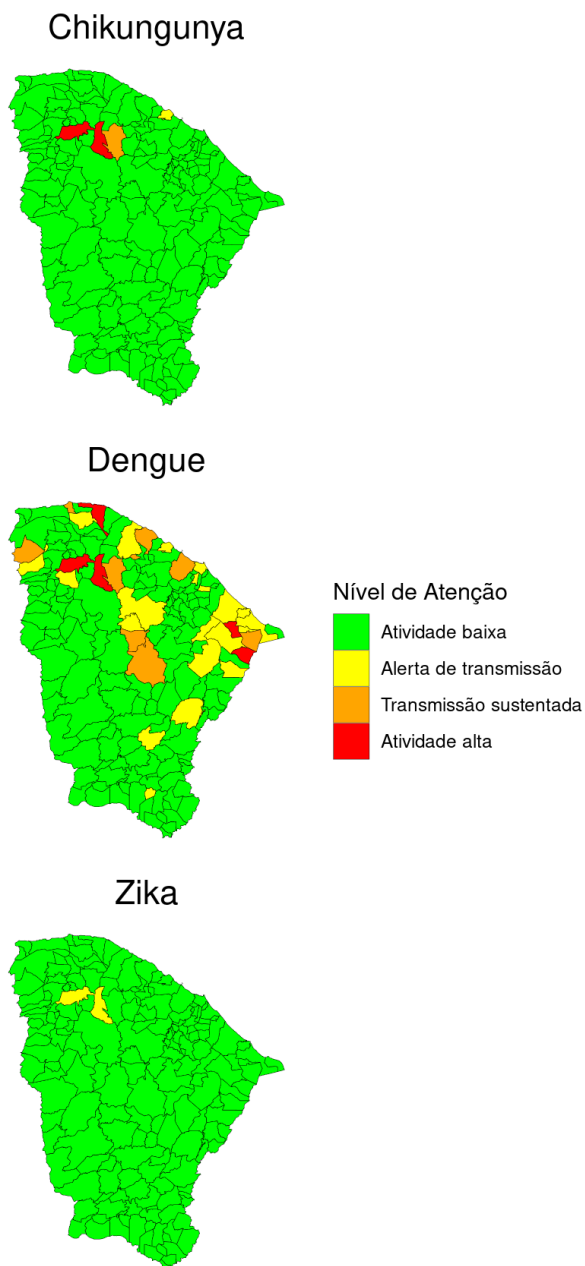 Chikungunya
Dengue
Nível de Atenção
Atividade baixa
Alerta de transmissão
Transmissão sustentada
Atividade alta
Zika